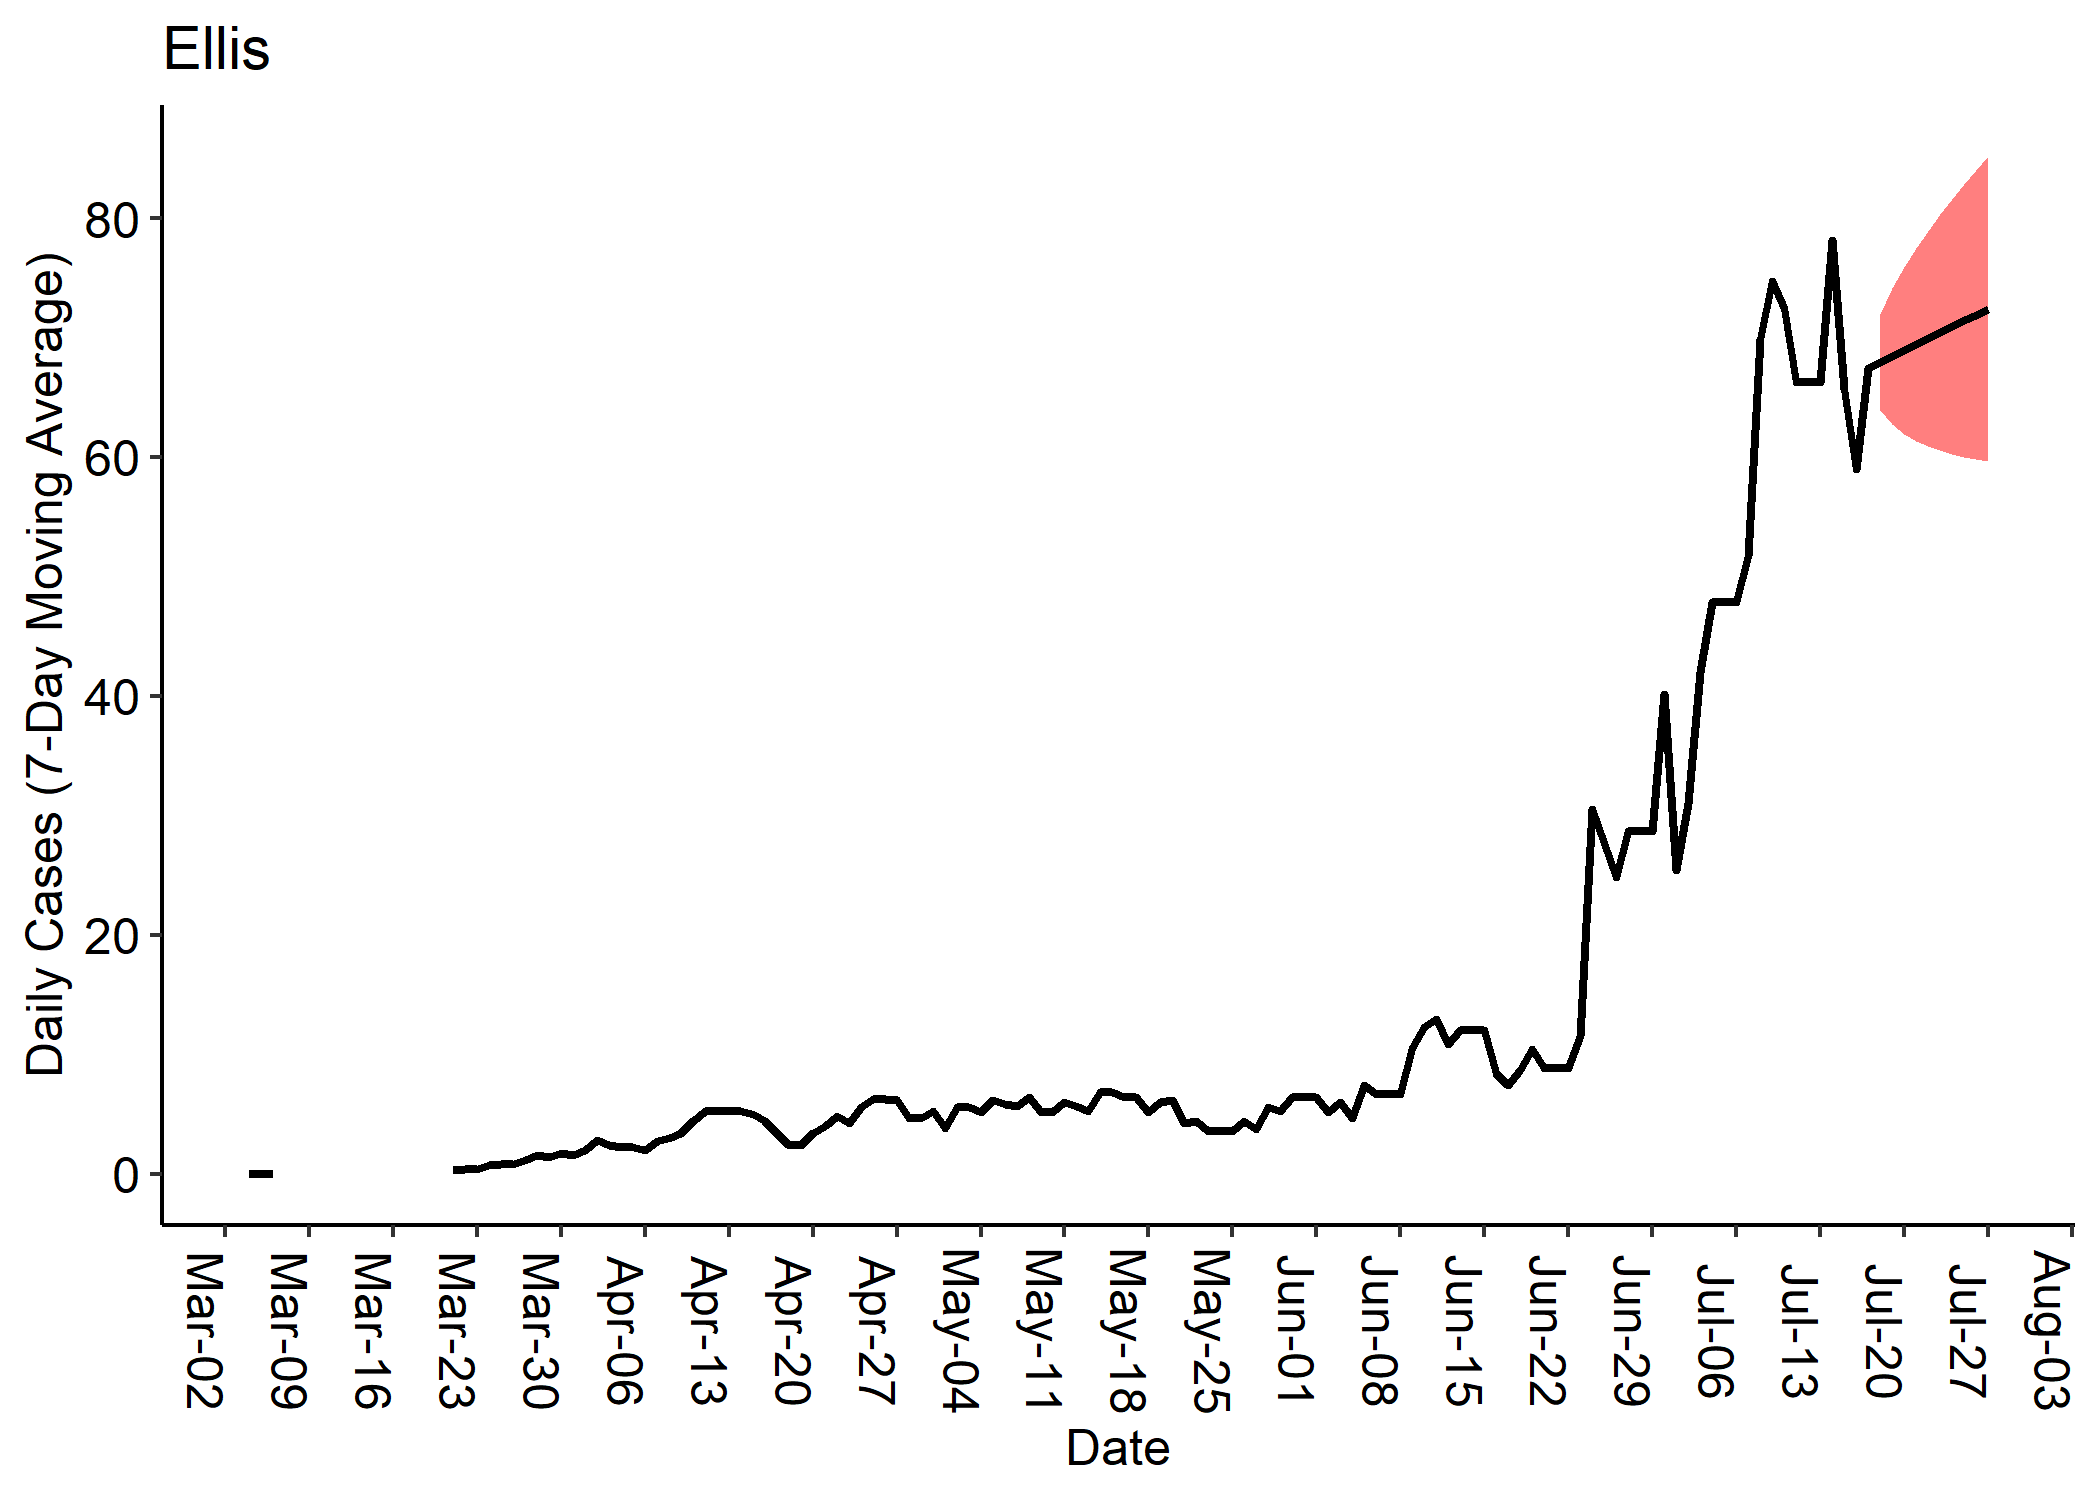 Ellis
Daily Cases (7-Day Moving Average)
80
60
40
20
0
Mar-02
Mar-09
Mar-16
Mar-23
Mar-30
Apr-06
Apr-13
Apr-20
Apr-27
May-04
May-11
May-18
May-25
Jun-01
Jun-08
Jun-15
Jun-22
Jun-29
Jul-06
Jul-13
Jul-20
Jul-27
Aug-03
Date